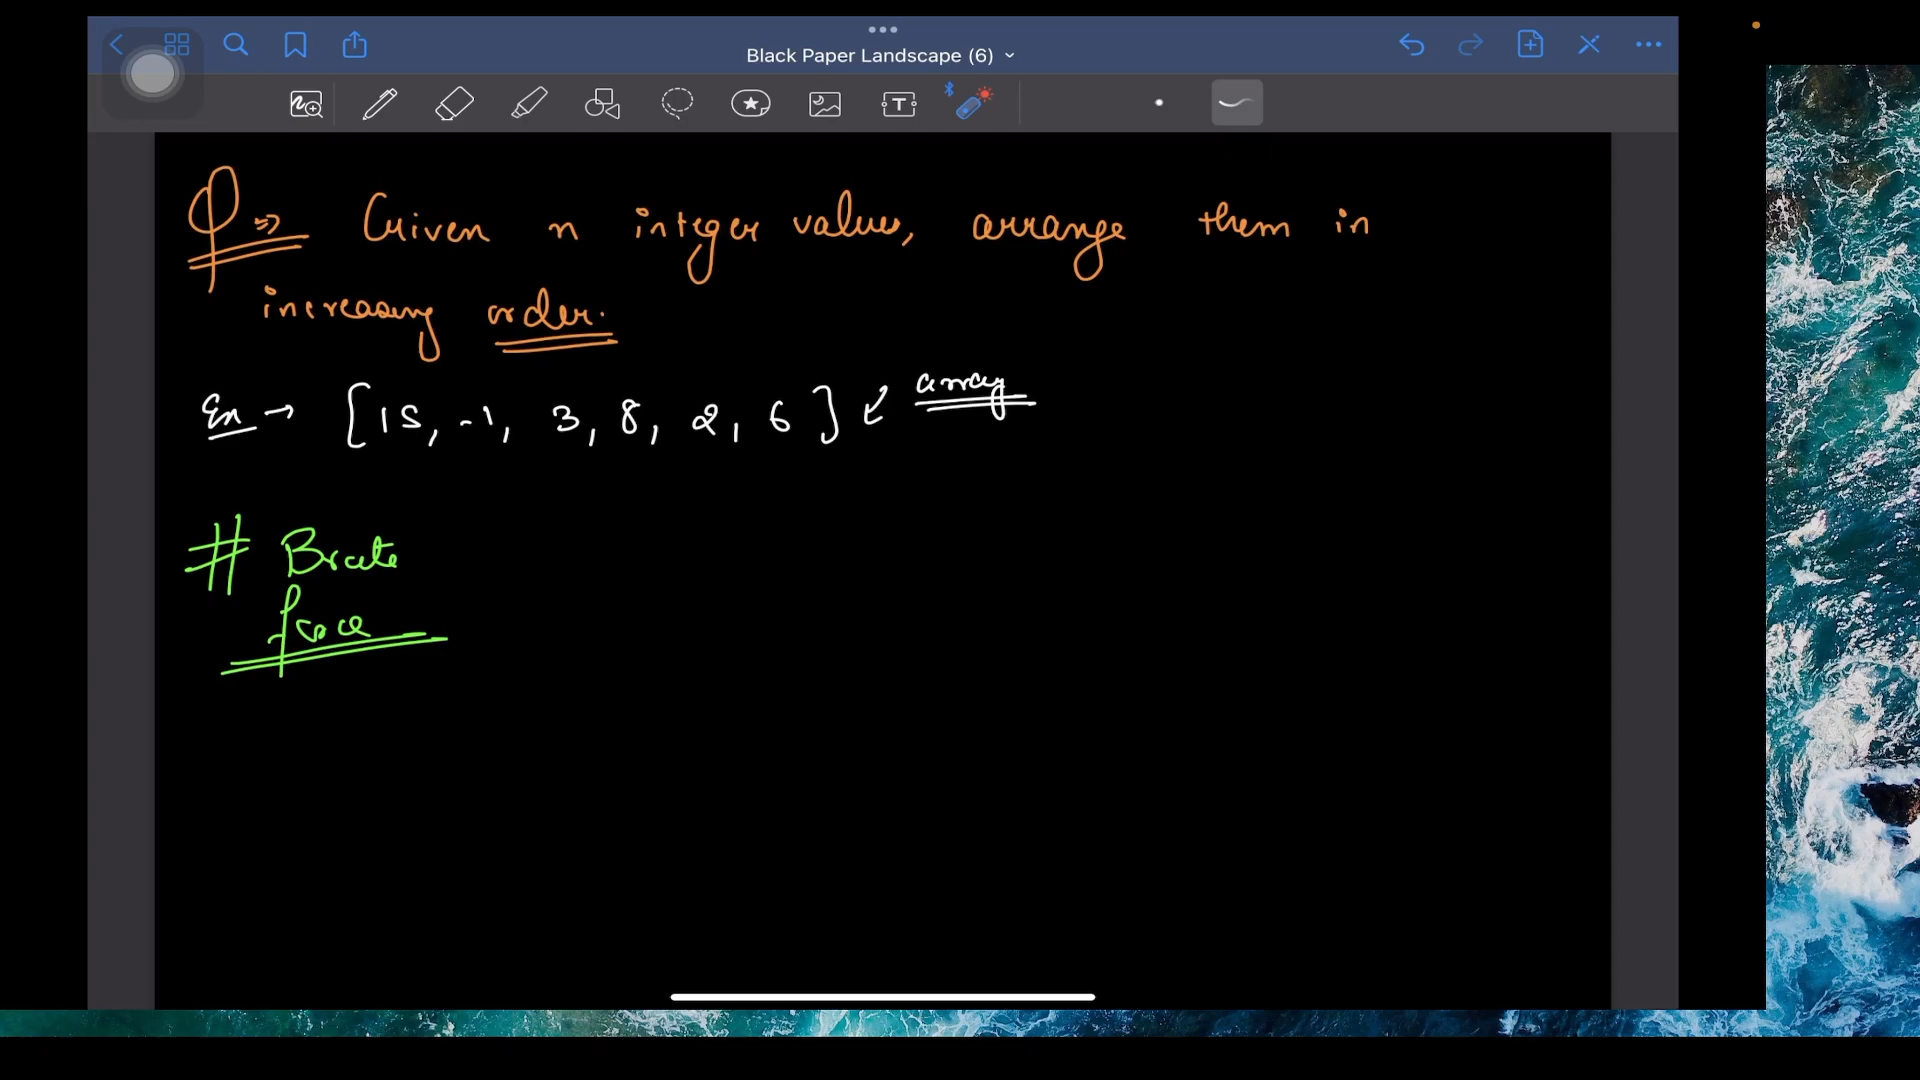 Black Paper Landscape (6)
Q ⇒ Given n integer values, arrange them in
increasing order.
Ex → [15, -1, 3, 8, 2, 6] ↙ array
# Brute
force